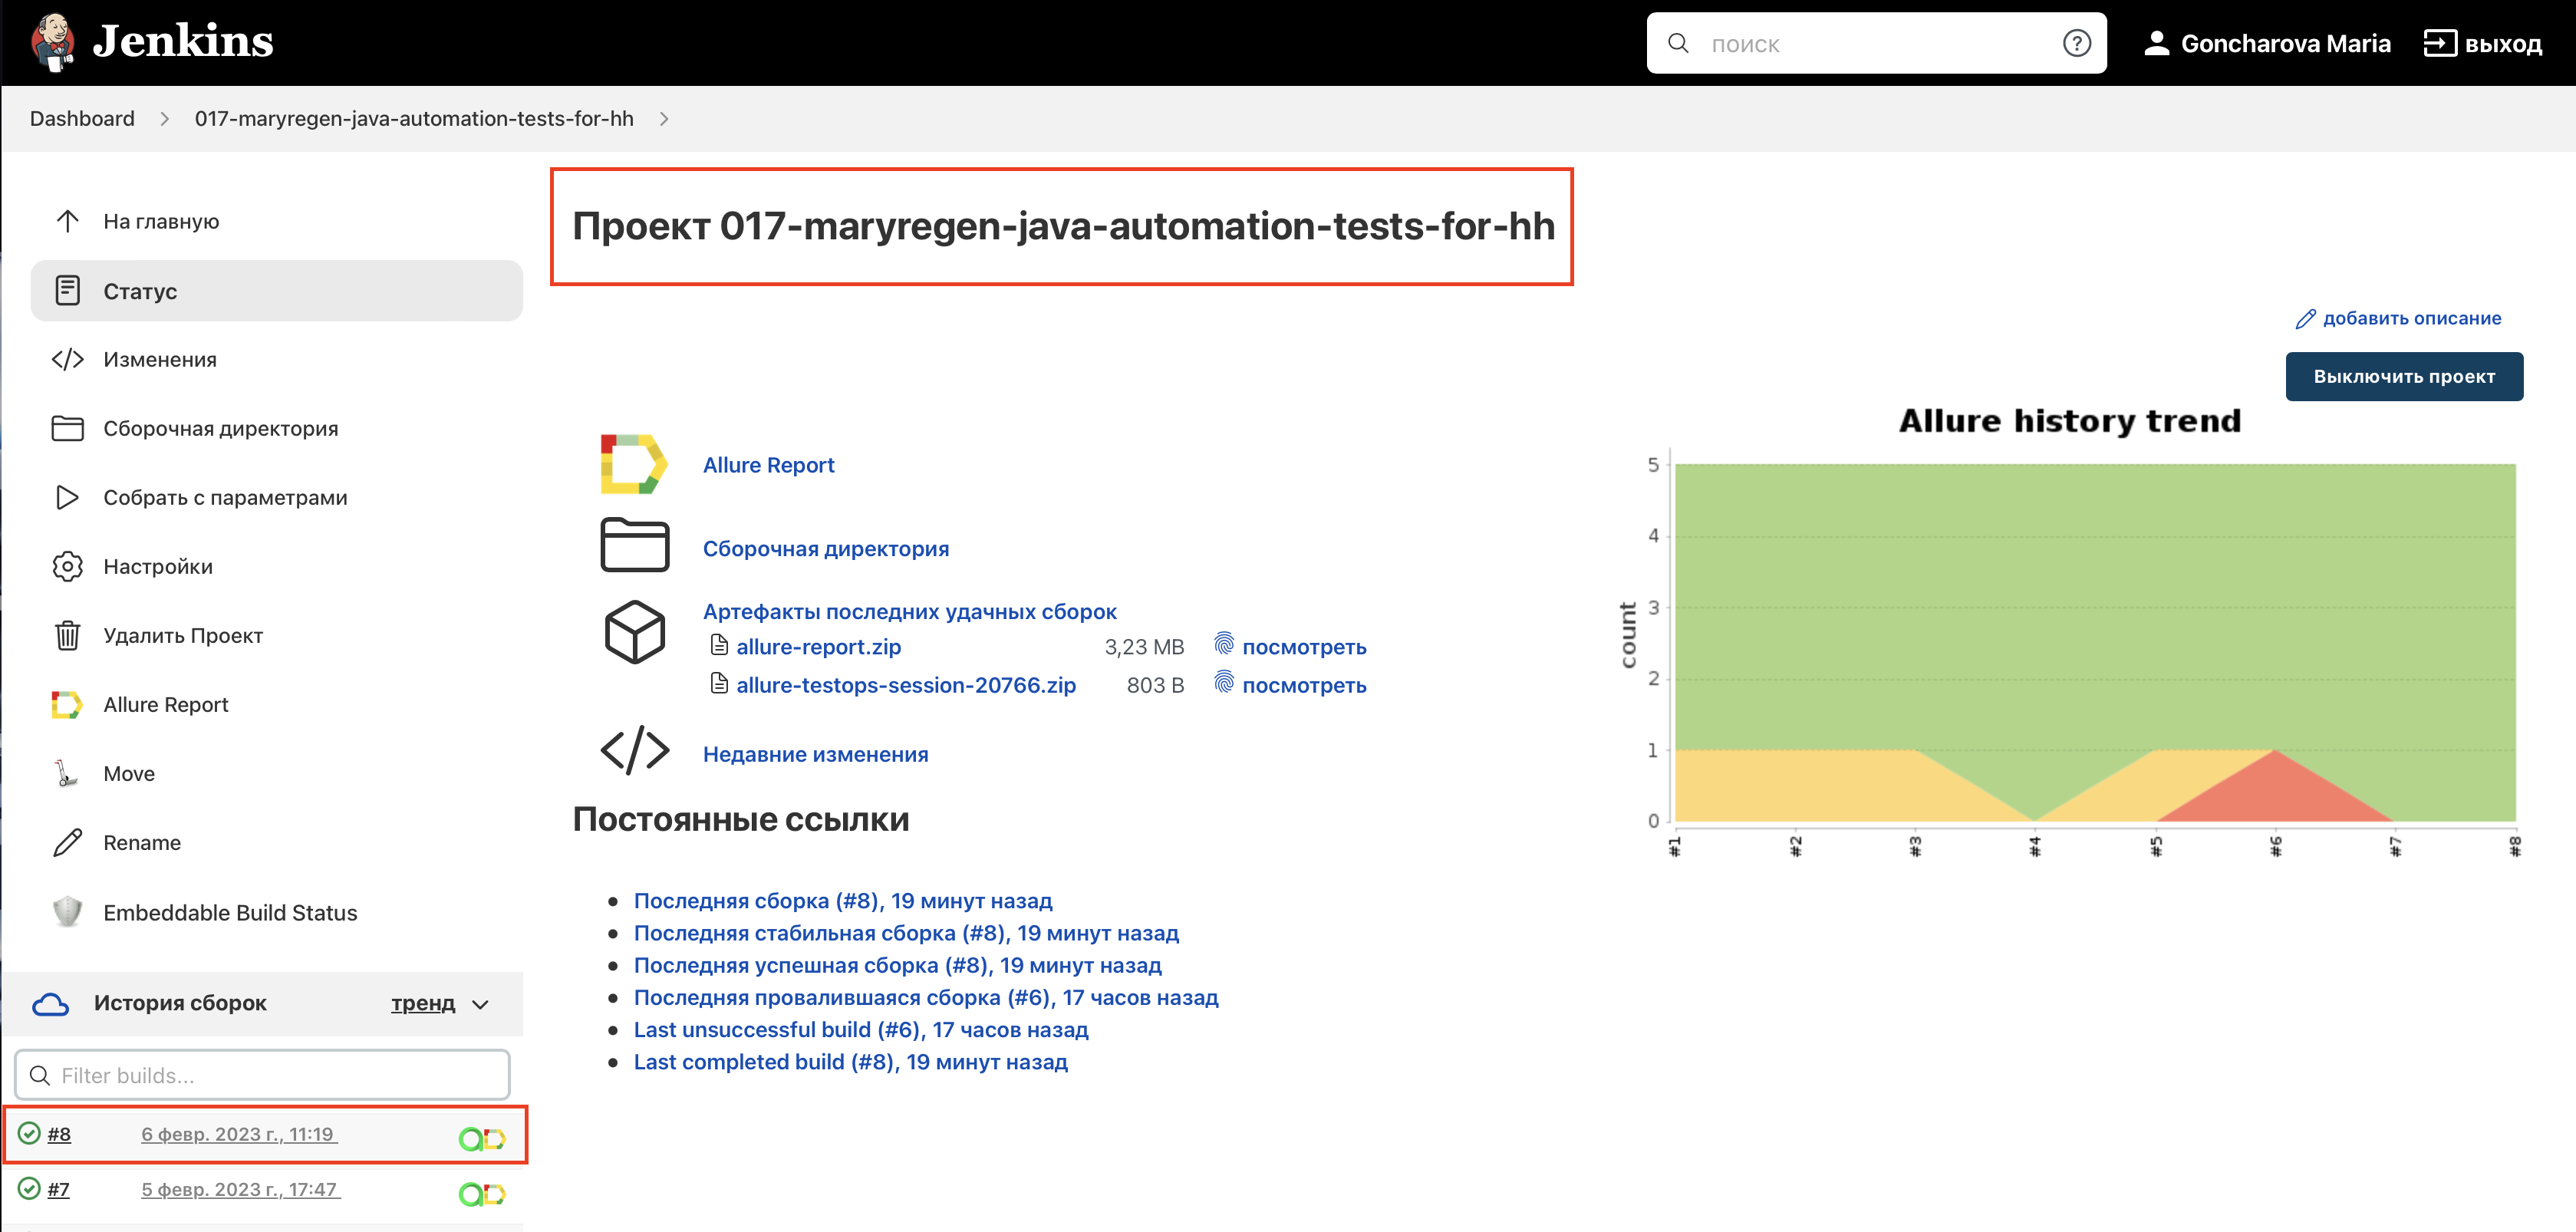 Jenkins
поиск
Goncharova Maria
выход
Dashboard
017-maryregen-java-automation-tests-for-hh
На главную
Статус
Изменения
Сборочная директория
Собрать с параметрами
Настройки
Удалить Проект
Allure Report
Move
Rename
Embeddable Build Status
История сборок
тренд
Filter builds...
#8 6 февр. 2023 г., 11:19
#7 5 февр. 2023 г., 17:47
Проект 017-maryregen-java-automation-tests-for-hh
добавить описание
Выключить проект
Allure Report
Сборочная директория
Артефакты последних удачных сборок
allure-report.zip 3,23 MB посмотреть
allure-testops-session-20766.zip 803 B посмотреть
Недавние изменения
Постоянные ссылки
Последняя сборка (#8), 19 минут назад
Последняя стабильная сборка (#8), 19 минут назад
Последняя успешная сборка (#8), 19 минут назад
Последняя провалившаяся сборка (#6), 17 часов назад
Last unsuccessful build (#6), 17 часов назад
Last completed build (#8), 19 минут назад
Allure history trend
count
5
4
3
2
1
0
#1 #2 #3 #4 #5 #6 #7 #8